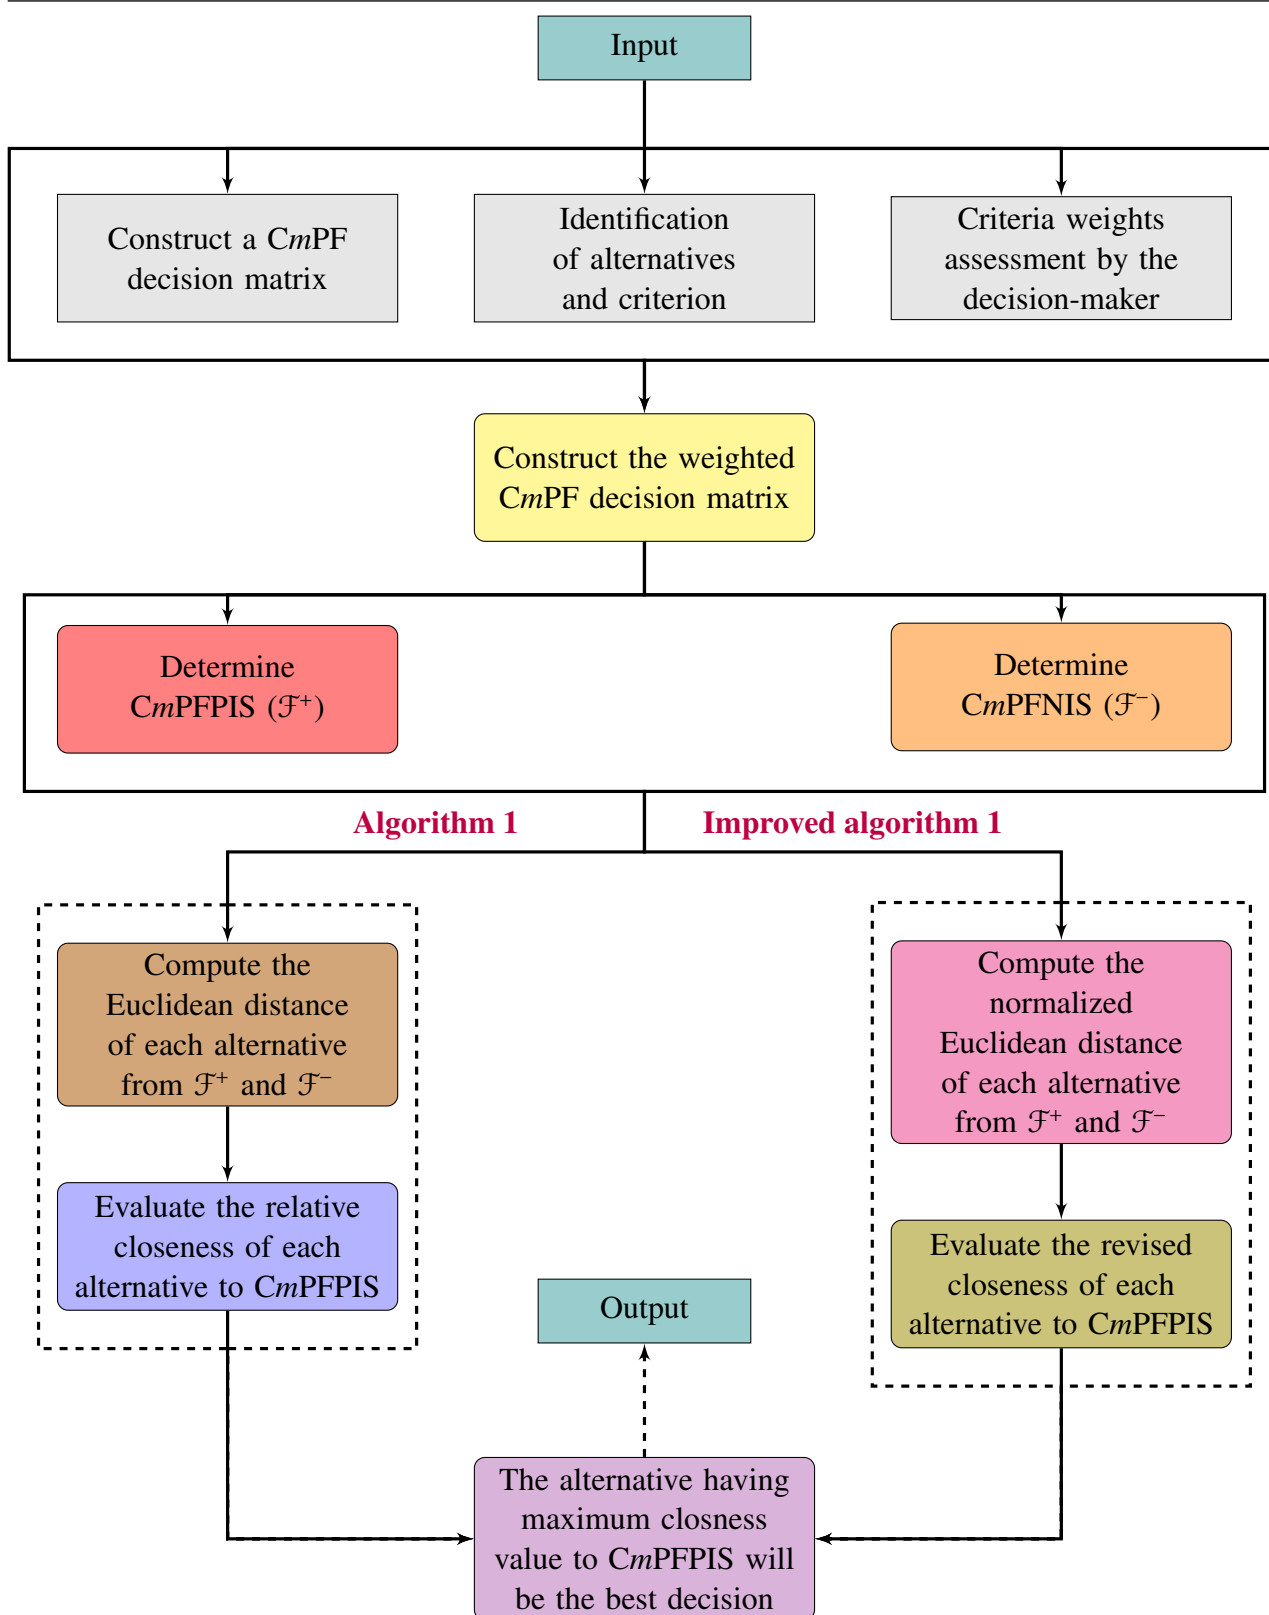 Input
Construct a CmPF
decision matrix
Identification
of alternatives
and criterion
Criteria weights
assessment by the
decision-maker
Construct the weighted
CmPF decision matrix
Determine
CmPFPIS (ℱ⁺)
Determine
CmPFNIS (ℱ⁻)
Algorithm 1
Improved algorithm 1
Compute the
Euclidean distance
of each alternative
from ℱ⁺ and ℱ⁻
Compute the
normalized
Euclidean distance
of each alternative
from ℱ⁺ and ℱ⁻
Evaluate the relative
closeness of each
alternative to CmPFPIS
Evaluate the revised
closeness of each
alternative to CmPFPIS
Output
The alternative having
maximum closness
value to CmPFPIS will
be the best decision